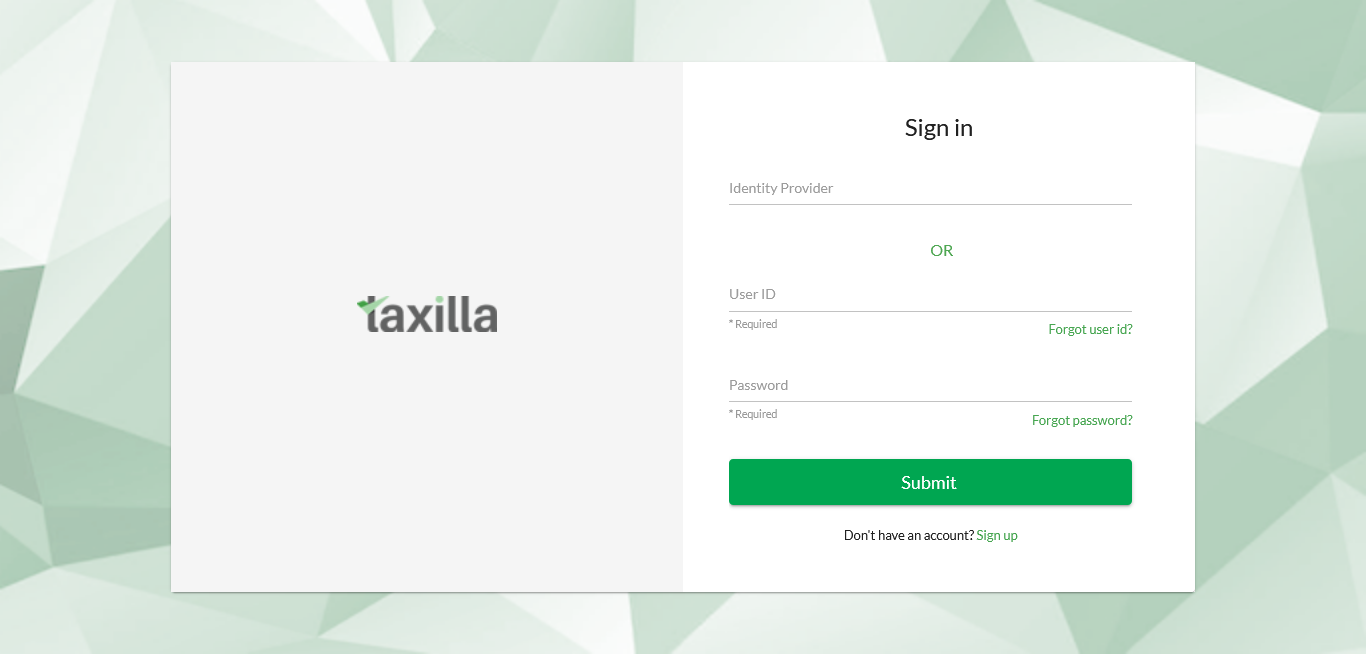 taxilla
Sign in
Identity Provider
OR
User ID
* Required
Forgot user id?
Password
* Required
Forgot password?
Submit
Don't have an account? Sign up